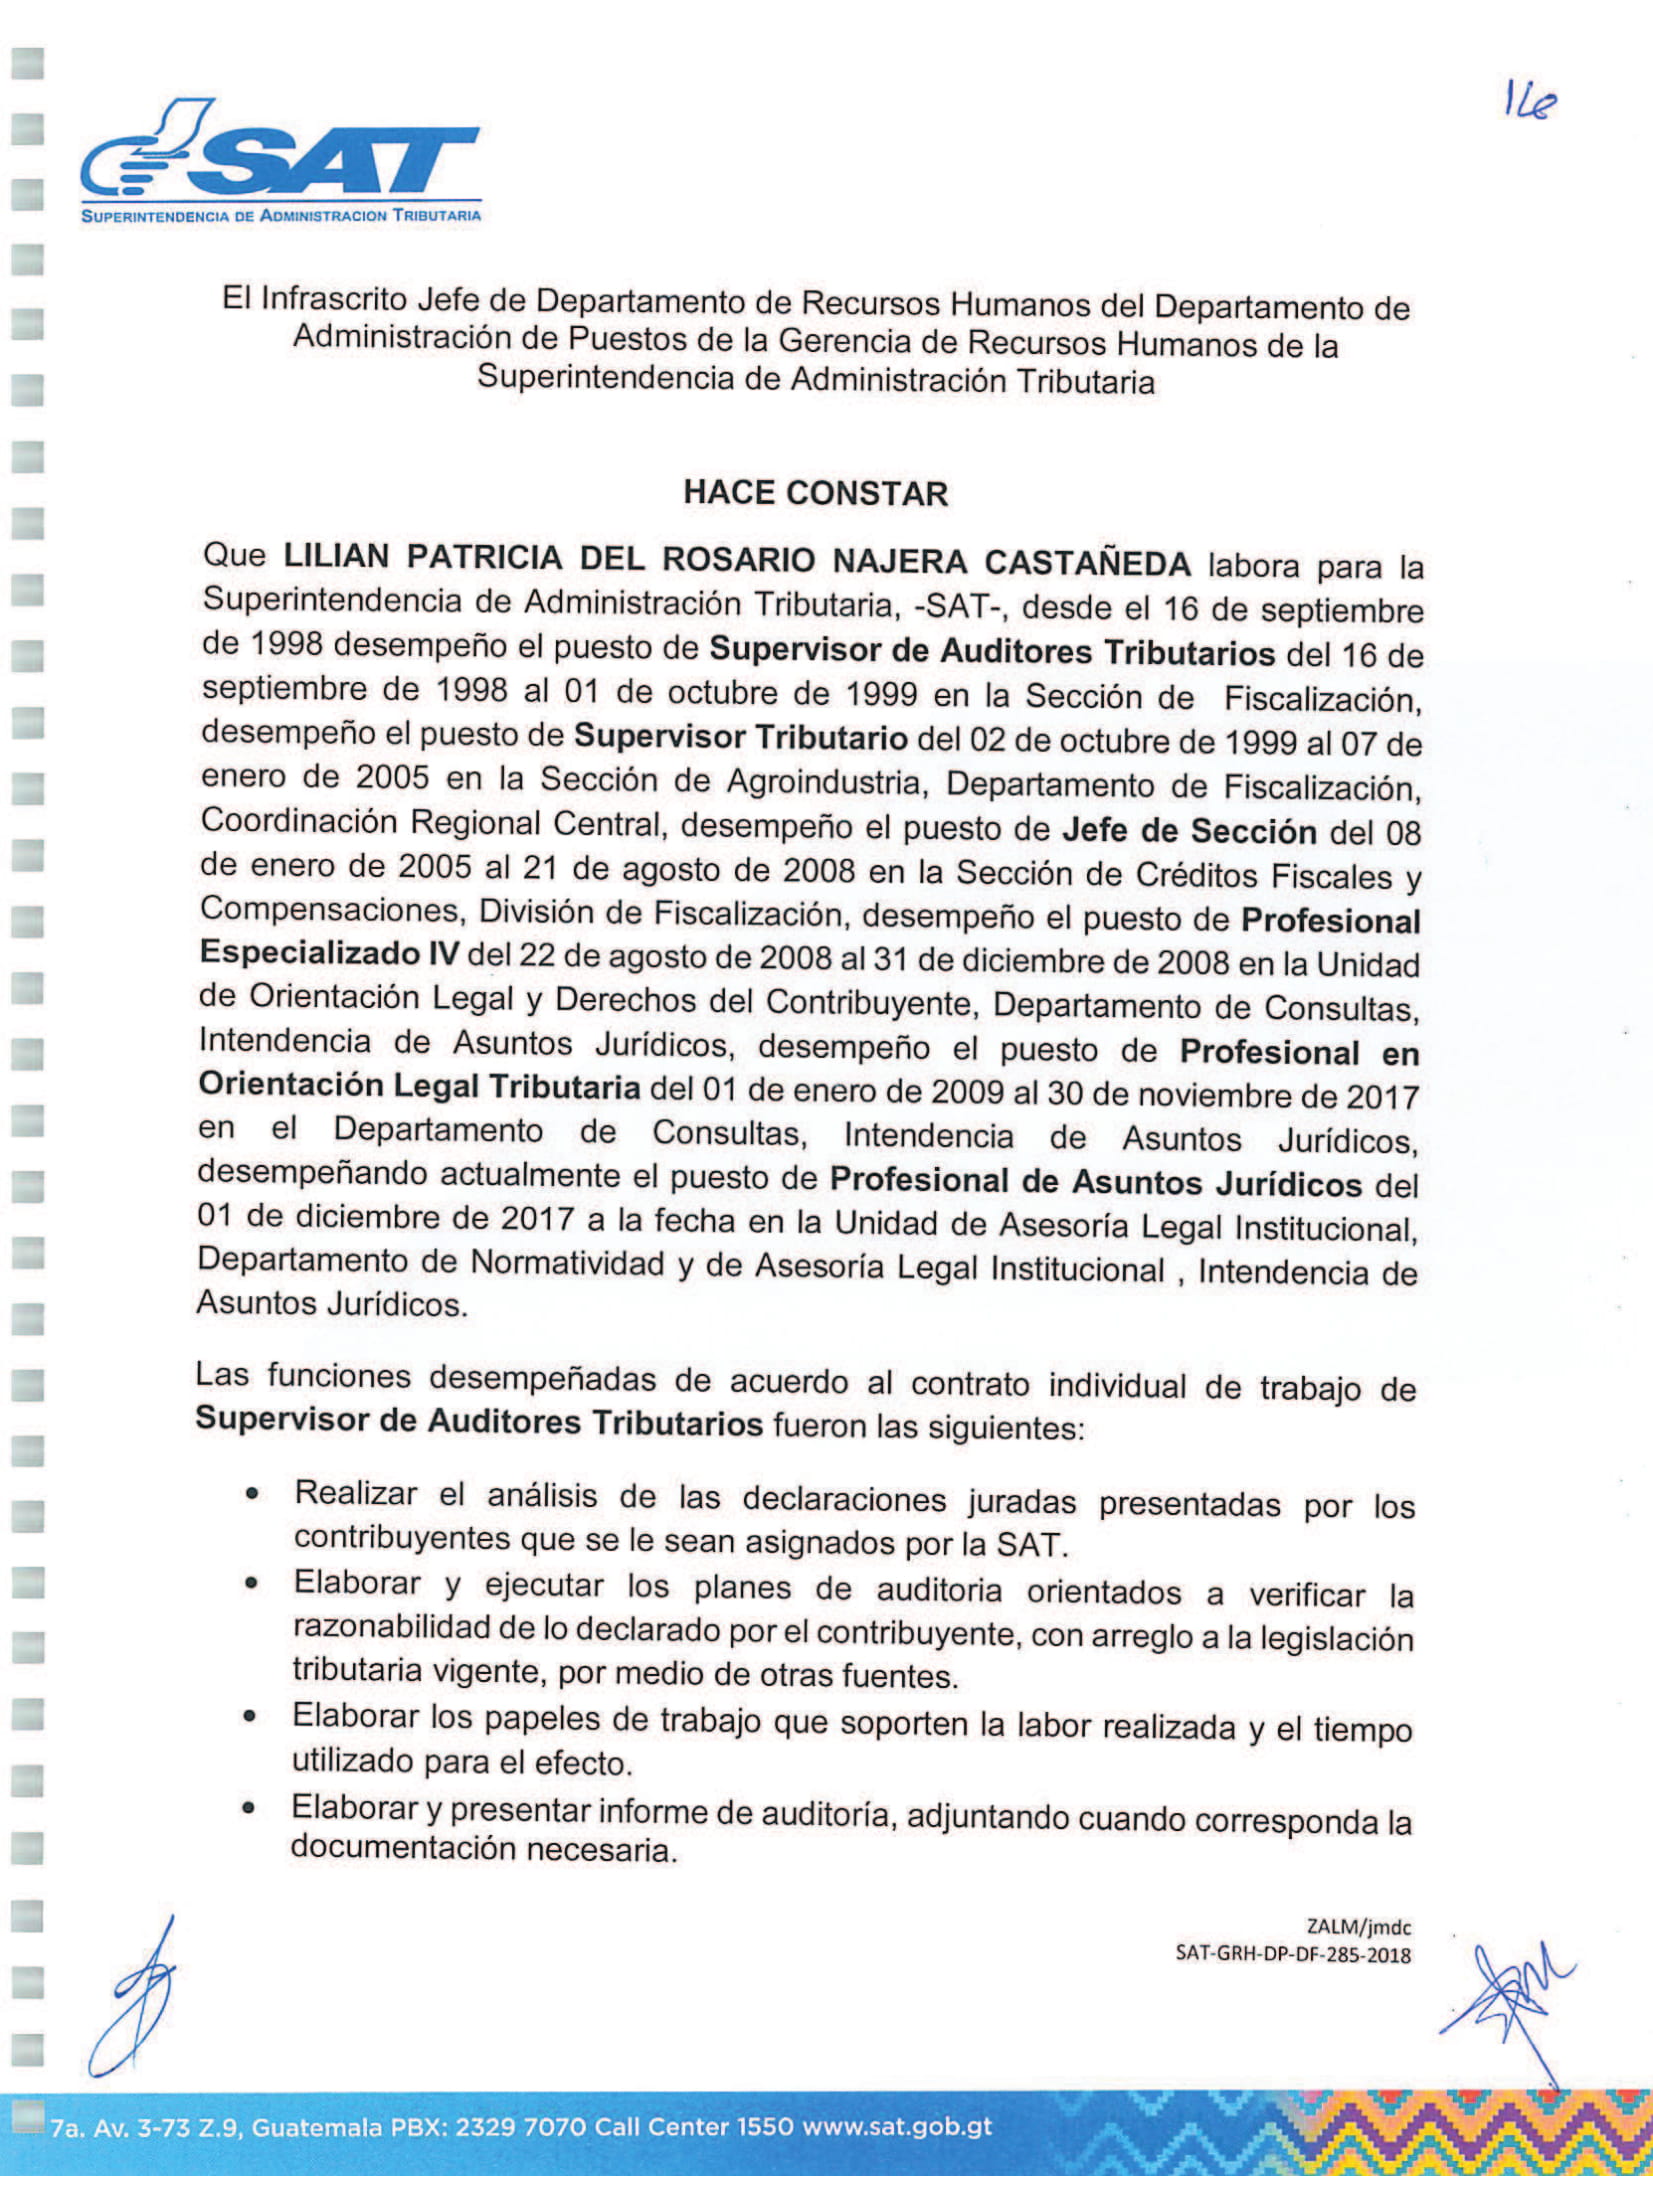 16
SAT
SUPERINTENDENCIA DE ADMINISTRACION TRIBUTARIA
El Infrascrito Jefe de Departamento de Recursos Humanos del Departamento de
Administración de Puestos de la Gerencia de Recursos Humanos de la
Superintendencia de Administración Tributaria
HACE CONSTAR
Que LILIAN PATRICIA DEL ROSARIO NAJERA CASTAÑEDA labora para la
Superintendencia de Administración Tributaria, -SAT-, desde el 16 de septiembre
de 1998 desempeño el puesto de Supervisor de Auditores Tributarios del 16 de
septiembre de 1998 al 01 de octubre de 1999 en la Sección de Fiscalización,
desempeño el puesto de Supervisor Tributario del 02 de octubre de 1999 al 07 de
enero de 2005 en la Sección de Agroindustria, Departamento de Fiscalización,
Coordinación Regional Central, desempeño el puesto de Jefe de Sección del 08
de enero de 2005 al 21 de agosto de 2008 en la Sección de Créditos Fiscales y
Compensaciones, División de Fiscalización, desempeño el puesto de Profesional
Especializado IV del 22 de agosto de 2008 al 31 de diciembre de 2008 en la Unidad
de Orientación Legal y Derechos del Contribuyente, Departamento de Consultas,
Intendencia de Asuntos Jurídicos, desempeño el puesto de Profesional en
Orientación Legal Tributaria del 01 de enero de 2009 al 30 de noviembre de 2017
en el Departamento de Consultas, Intendencia de Asuntos Jurídicos,
desempeñando actualmente el puesto de Profesional de Asuntos Jurídicos del
01 de diciembre de 2017 a la fecha en la Unidad de Asesoría Legal Institucional,
Departamento de Normatividad y de Asesoría Legal Institucional , Intendencia de
Asuntos Jurídicos.
Las funciones desempeñadas de acuerdo al contrato individual de trabajo de
Supervisor de Auditores Tributarios fueron las siguientes:
• Realizar el análisis de las declaraciones juradas presentadas por los
contribuyentes que se le sean asignados por la SAT.
• Elaborar y ejecutar los planes de auditoria orientados a verificar la
razonabilidad de lo declarado por el contribuyente, con arreglo a la legislación
tributaria vigente, por medio de otras fuentes.
• Elaborar los papeles de trabajo que soporten la labor realizada y el tiempo
utilizado para el efecto.
• Elaborar y presentar informe de auditoría, adjuntando cuando corresponda la
documentación necesaria.
ZALM/jmdc
SAT-GRH-DP-DF-285-2018
7a. Av. 3-73 Z.9, Guatemala PBX: 2329 7070 Call Center 1550 www.sat.gob.gt